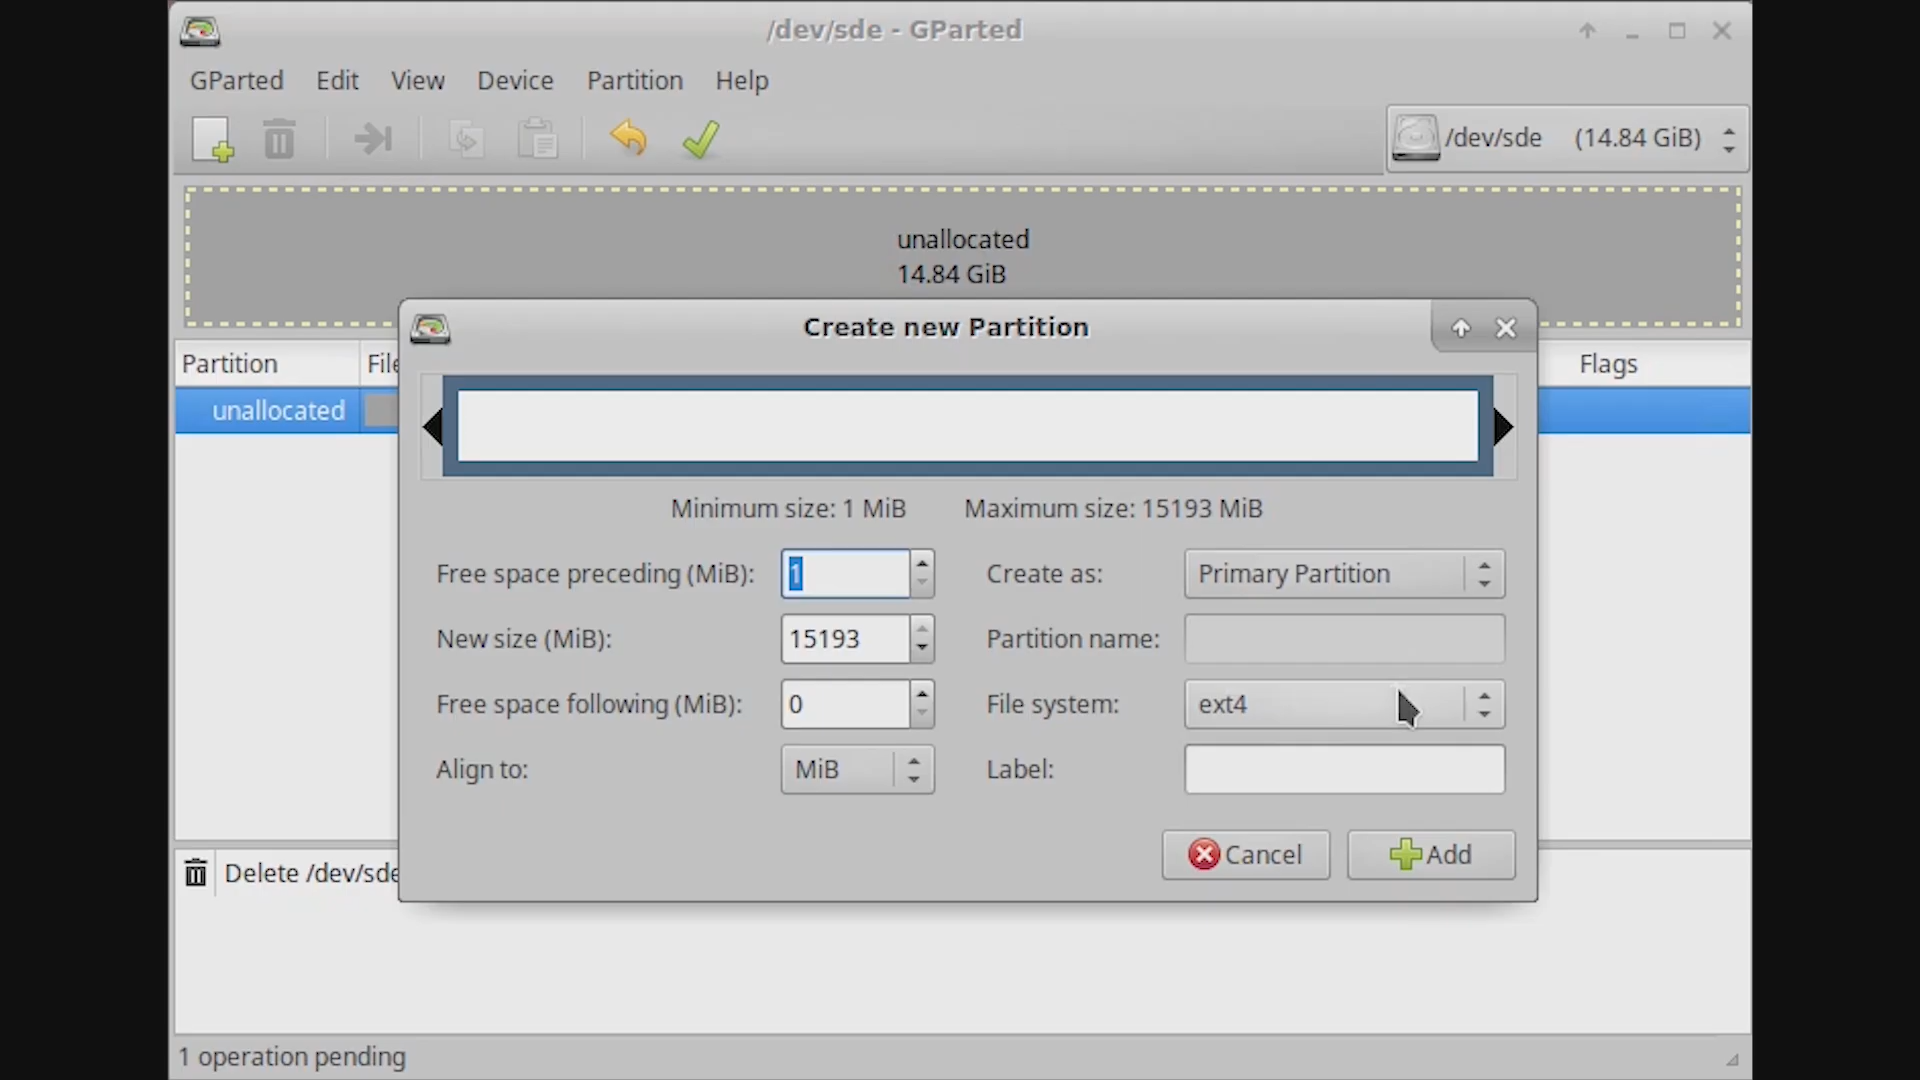 /dev/sde - GParted
GParted Edit View Device Partition Help
/dev/sde (14.84 GiB)
unallocated
14.84 GiB
Create new Partition
Partition File Flags
unallocated
Minimum size: 1 MiB Maximum size: 15193 MiB
Free space preceding (MiB): 1 Create as: Primary Partition
New size (MiB): 15193 Partition name:
Free space following (MiB): 0 File system: ext4
Align to: MiB Label:
Cancel Add
Delete /dev/sde
1 operation pending